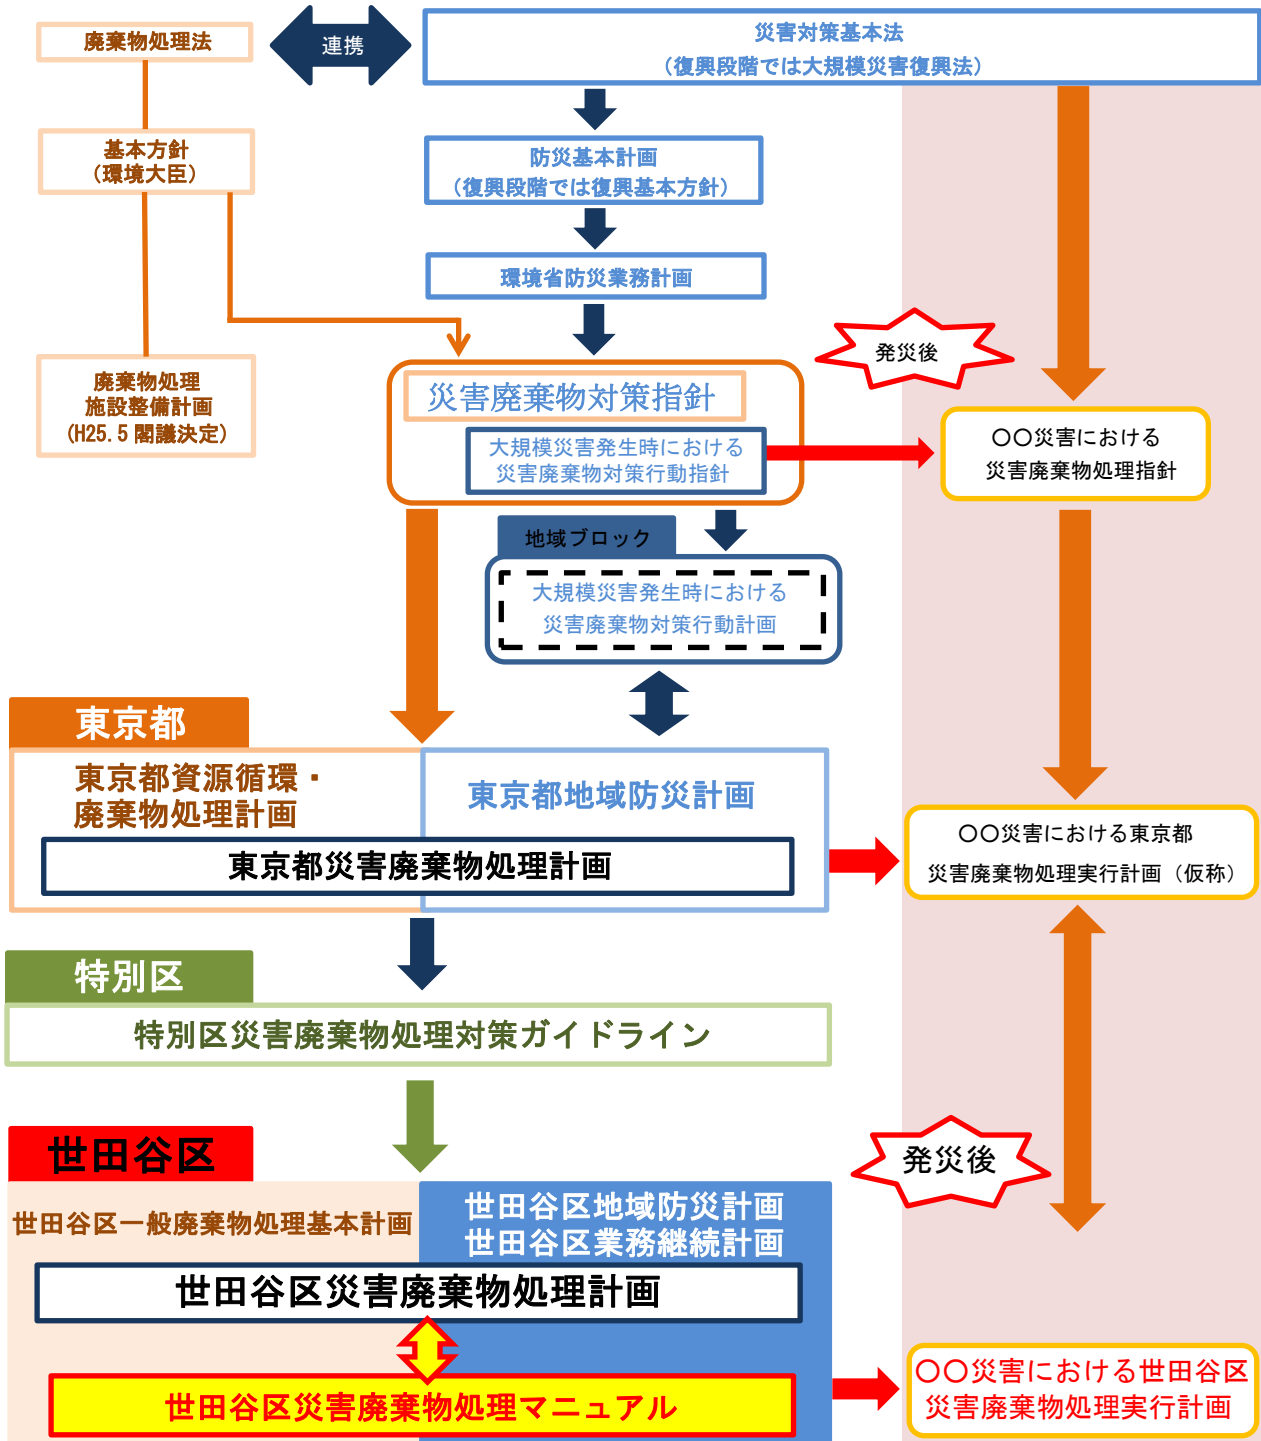 廃棄物処理法
連携
災害対策基本法
（復興段階では大規模災害復興法）
基本方針
（環境大臣）
防災基本計画
（復興段階では復興基本方針）
環境省防災業務計画
廃棄物処理
施設整備計画
(H25.5 閣議決定)
発災後
災害廃棄物対策指針
大規模災害発生時における
災害廃棄物対策行動指針
〇〇災害における
災害廃棄物処理指針
地域ブロック
大規模災害発生時における
災害廃棄物対策行動計画
東京都
東京都資源循環・
廃棄物処理計画
東京都地域防災計画
東京都災害廃棄物処理計画
〇〇災害における東京都
災害廃棄物処理実行計画（仮称）
特別区
特別区災害廃棄物処理対策ガイドライン
世田谷区
発災後
世田谷区一般廃棄物処理基本計画
世田谷区地域防災計画
世田谷区業務継続計画
世田谷区災害廃棄物処理計画
世田谷区災害廃棄物処理マニュアル
〇〇災害における世田谷区
災害廃棄物処理実行計画